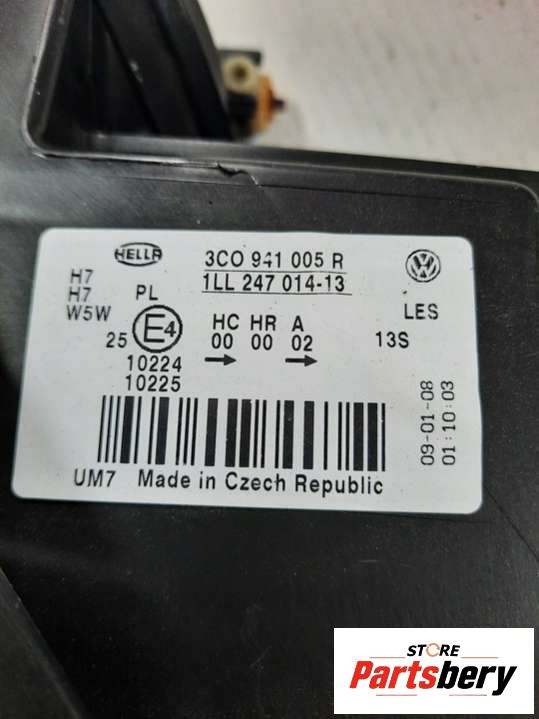 HELLA
3CO 941 005 R
1LL 247 014-13
H7
H7
W5W
PL
LES
25 E4
HC HR A
00 00 02
13S
10224
10225
09-01-08
01:10:03
UM7 Made in Czech Republic
STORE
Partsbery